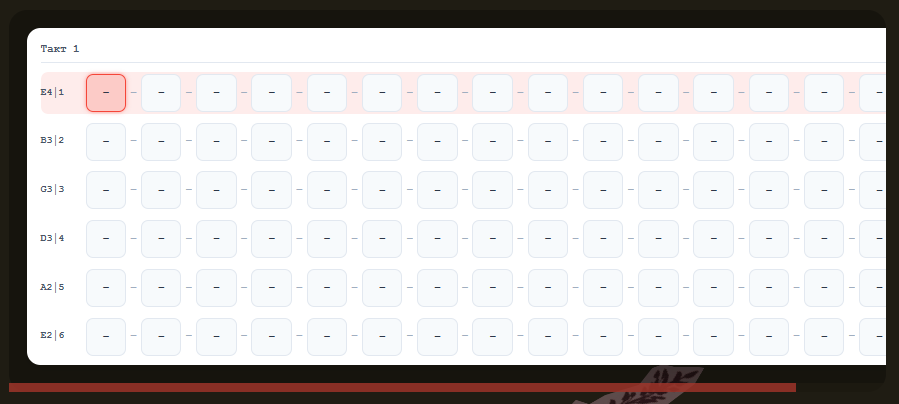 Такт 1
E4|1 – – – – – – – – – – – – – – – – – – – – – – – – – – – – – –
B3|2 – – – – – – – – – – – – – – – – – – – – – – – – – – – – – –
G3|3 – – – – – – – – – – – – – – – – – – – – – – – – – – – – – –
D3|4 – – – – – – – – – – – – – – – – – – – – – – – – – – – – – –
A2|5 – – – – – – – – – – – – – – – – – – – – – – – – – – – – – –
E2|6 – – – – – – – – – – – – – – – – – – – – – – – – – – – – – –